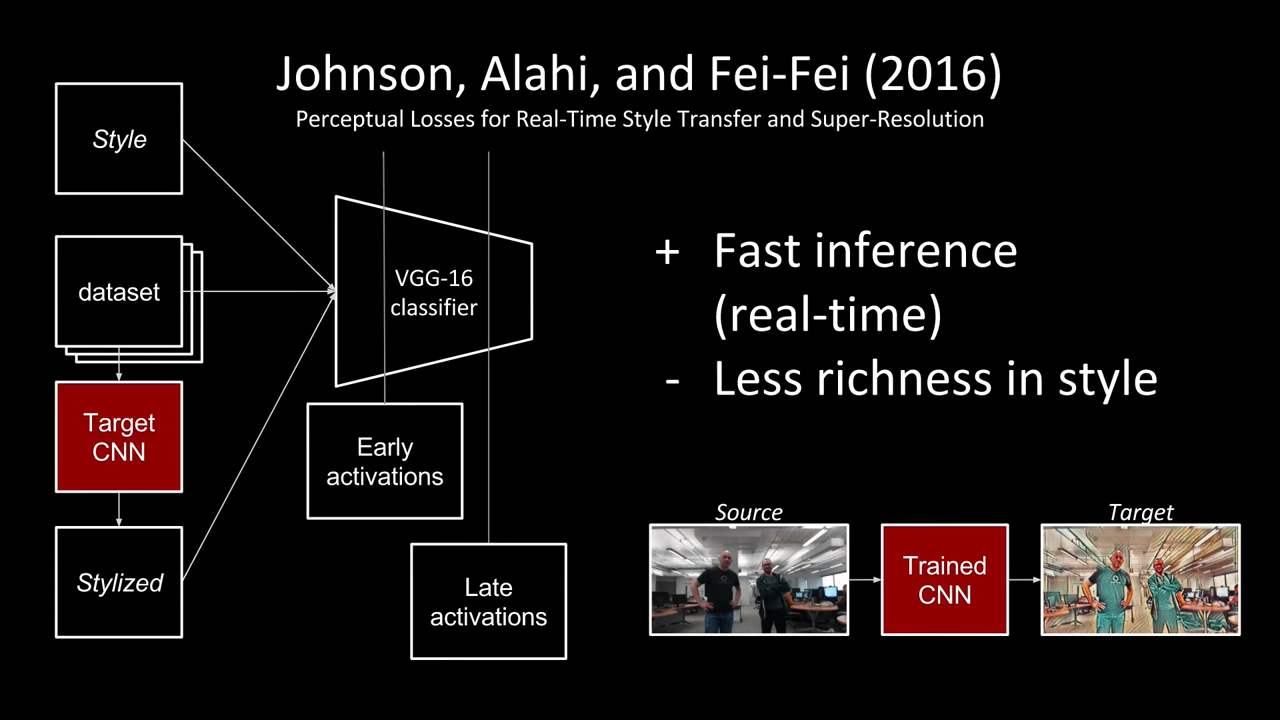 Johnson, Alahi, and Fei-Fei (2016)
Perceptual Losses for Real-Time Style Transfer and Super-Resolution
Style
dataset
Target
CNN
Stylized
VGG-16
classifier
Early
activations
Late
activations
+ Fast inference
(real-time)
- Less richness in style
Source
Trained
CNN
Target